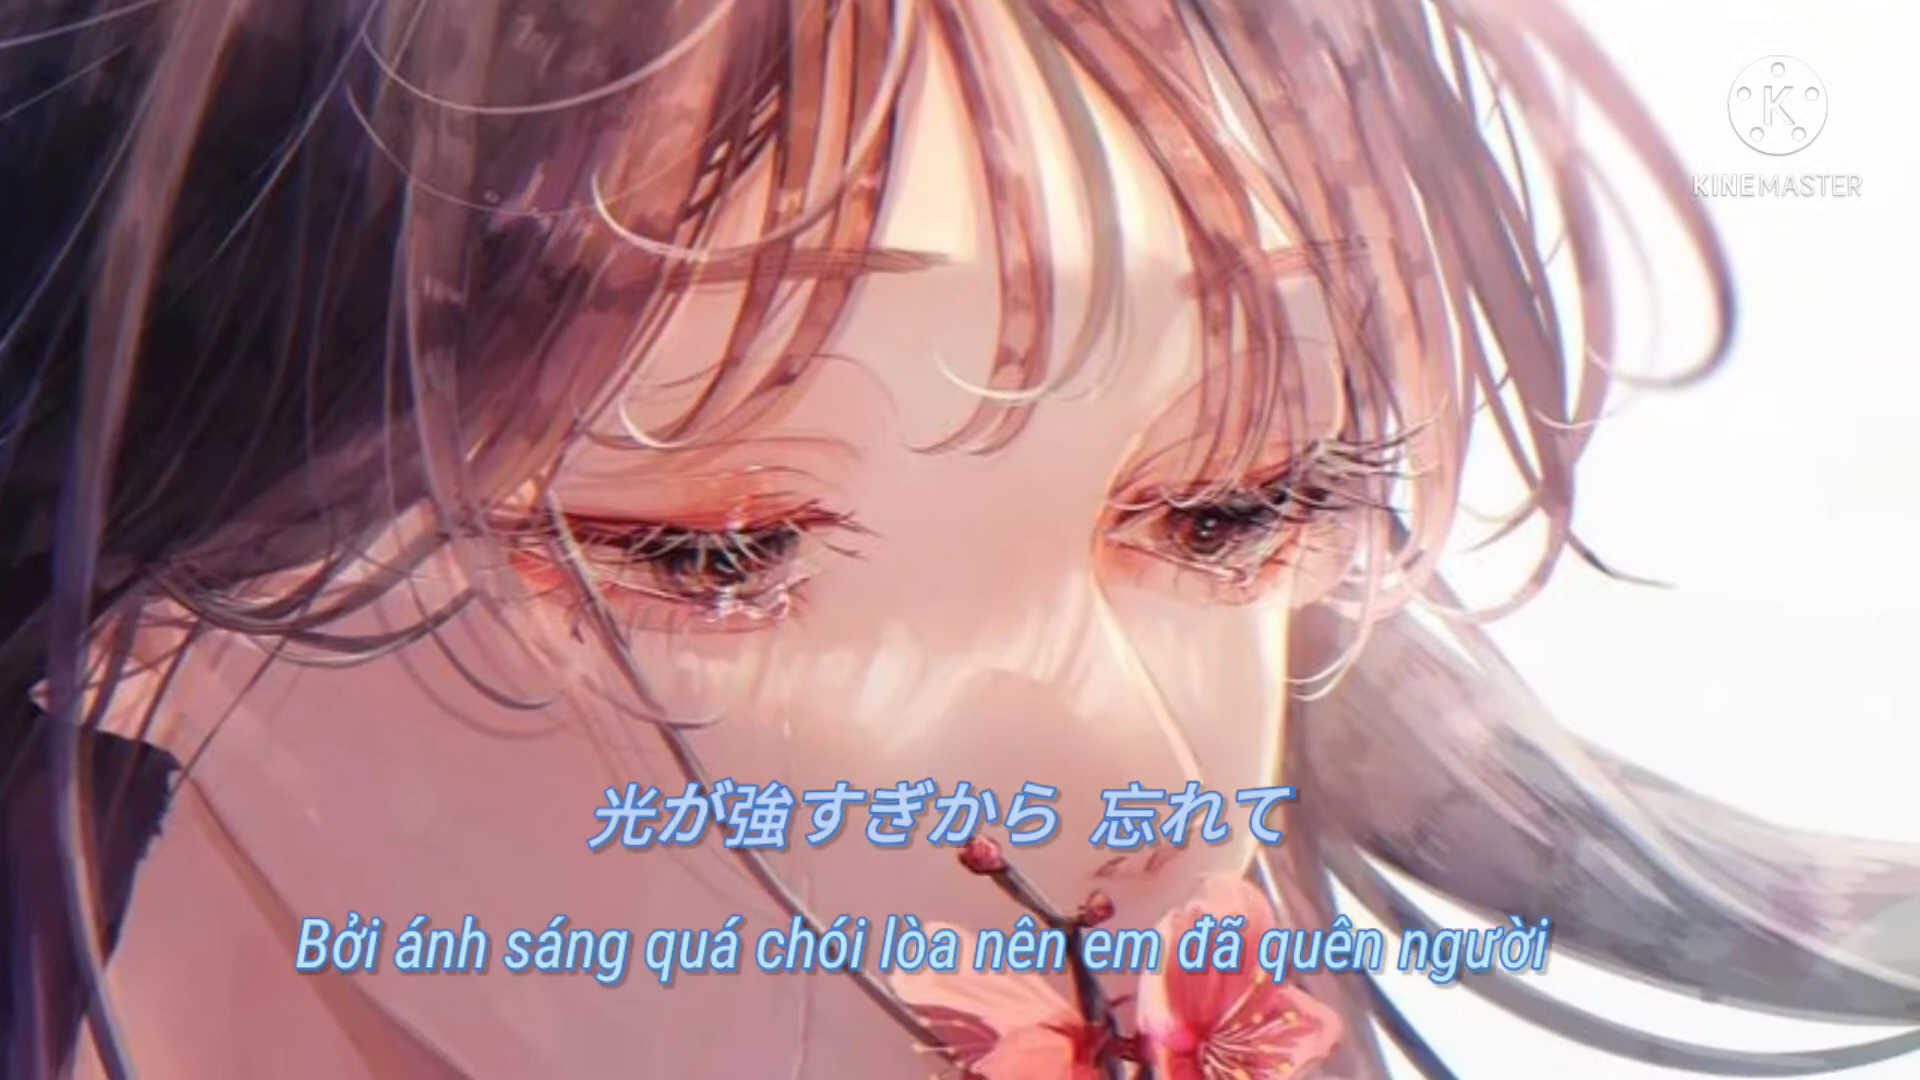 KINEMASTER
光が強すぎから 忘れて
Bởi ánh sáng quá chói lòa nên em đã quên người